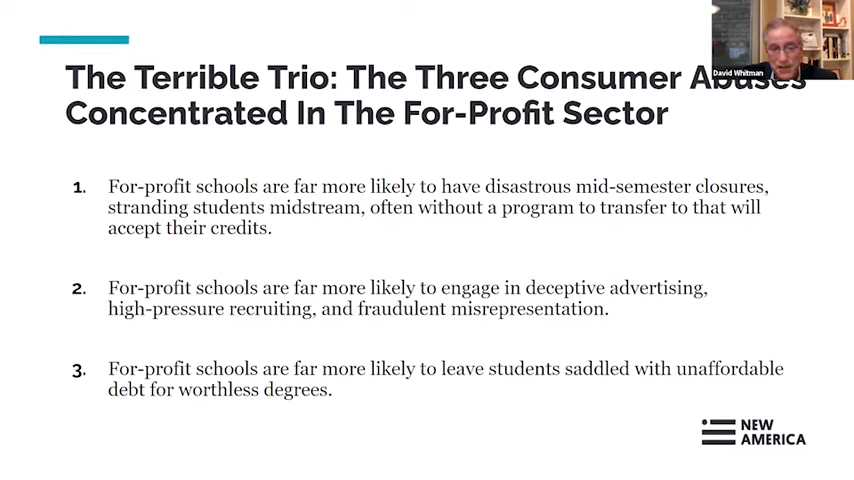 David Whitman
The Terrible Trio: The Three Consumer Abuses
Concentrated In The For-Profit Sector
1. For-profit schools are far more likely to have disastrous mid-semester closures,
stranding students midstream, often without a program to transfer to that will
accept their credits.
2. For-profit schools are far more likely to engage in deceptive advertising,
high-pressure recruiting, and fraudulent misrepresentation.
3. For-profit schools are far more likely to leave students saddled with unaffordable
debt for worthless degrees.
NEW
AMERICA